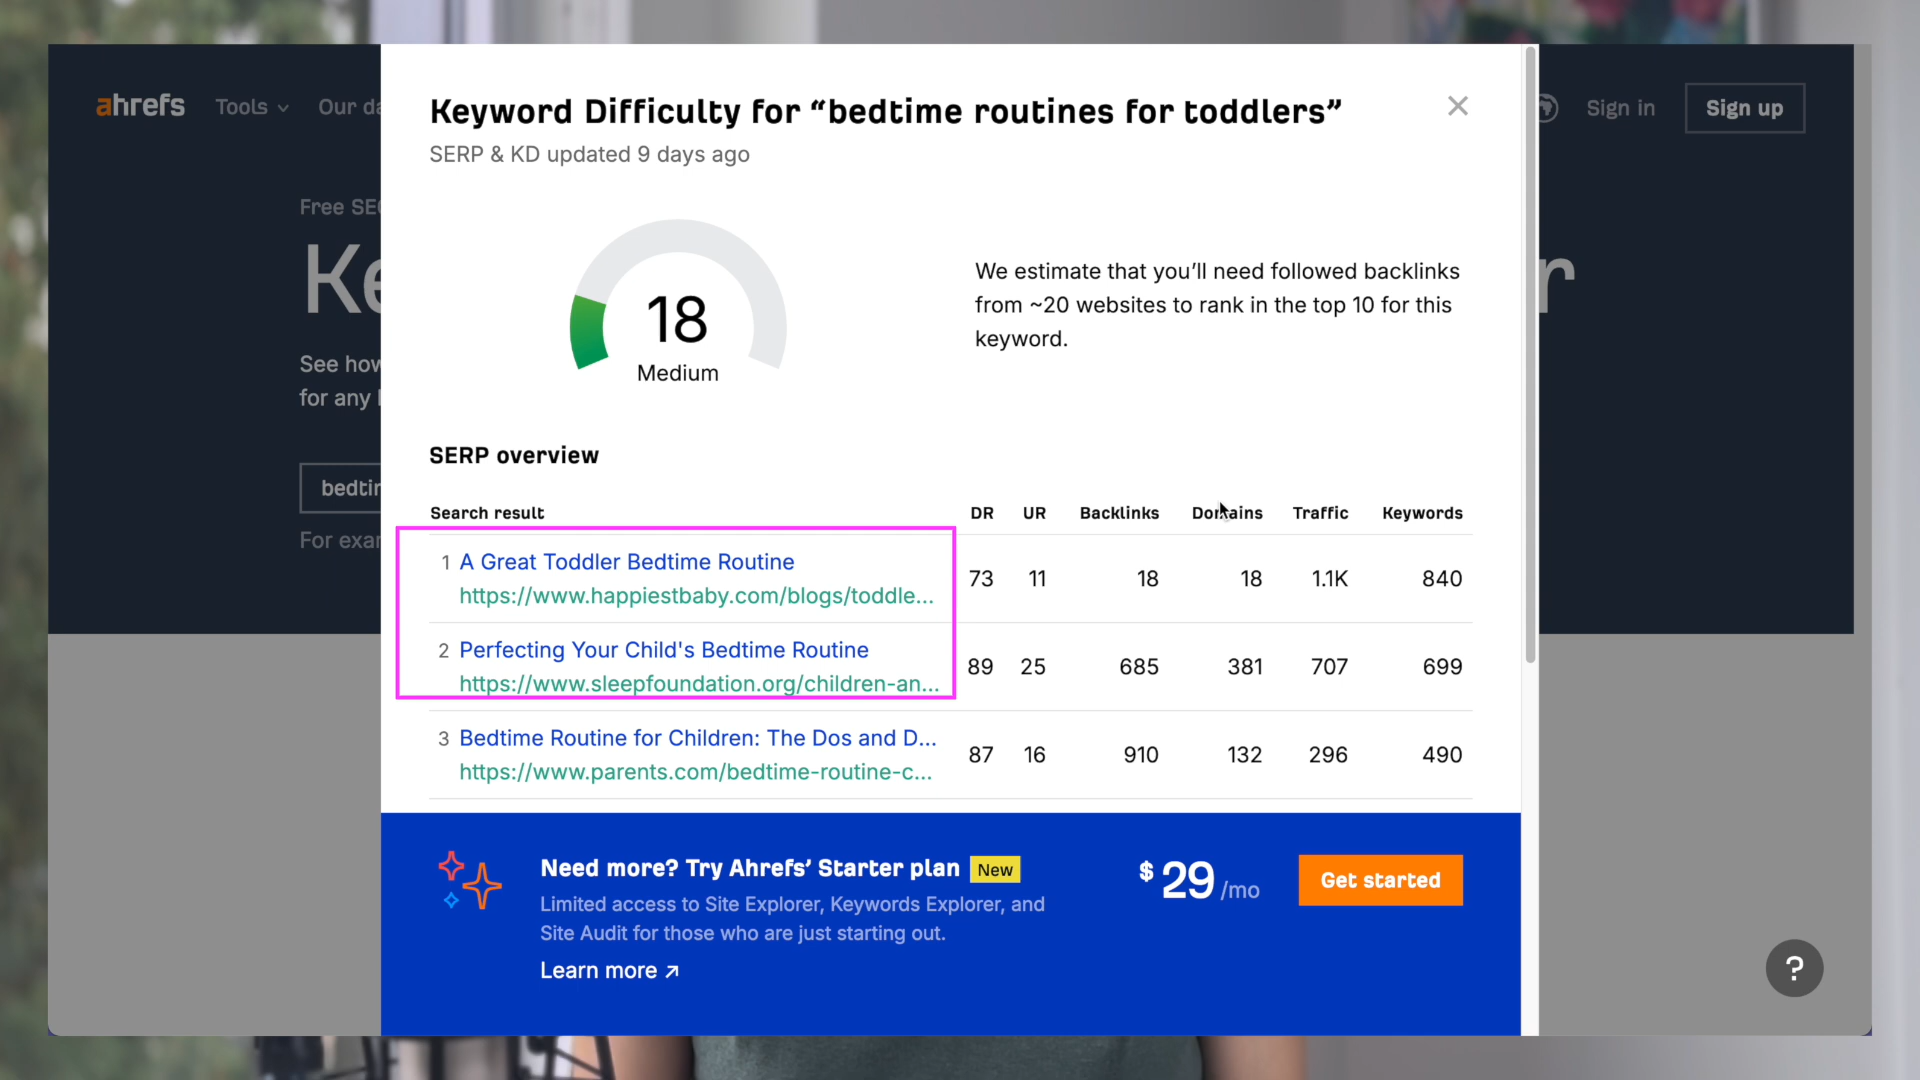 ahrefs Tools Our da
Sign in Sign up
Keyword Difficulty for “bedtime routines for toddlers”
SERP & KD updated 9 days ago
Free SE
Ke
r
18
Medium
We estimate that you’ll need followed backlinks
from ~20 websites to rank in the top 10 for this
keyword.
See how
for any
bedti
For exa
SERP overview
Search result DR UR Backlinks Domains Traffic Keywords
1 A Great Toddler Bedtime Routine
https://www.happiestbaby.com/blogs/toddle...
73 11 18 18 1.1K 840
2 Perfecting Your Child's Bedtime Routine
https://www.sleepfoundation.org/children-an...
89 25 685 381 707 699
3 Bedtime Routine for Children: The Dos and D...
https://www.parents.com/bedtime-routine-c...
87 16 910 132 296 490
Need more? Try Ahrefs’ Starter plan New
Limited access to Site Explorer, Keywords Explorer, and
Site Audit for those who are just starting out.
Learn more ↗
$ 29 /mo
Get started
?